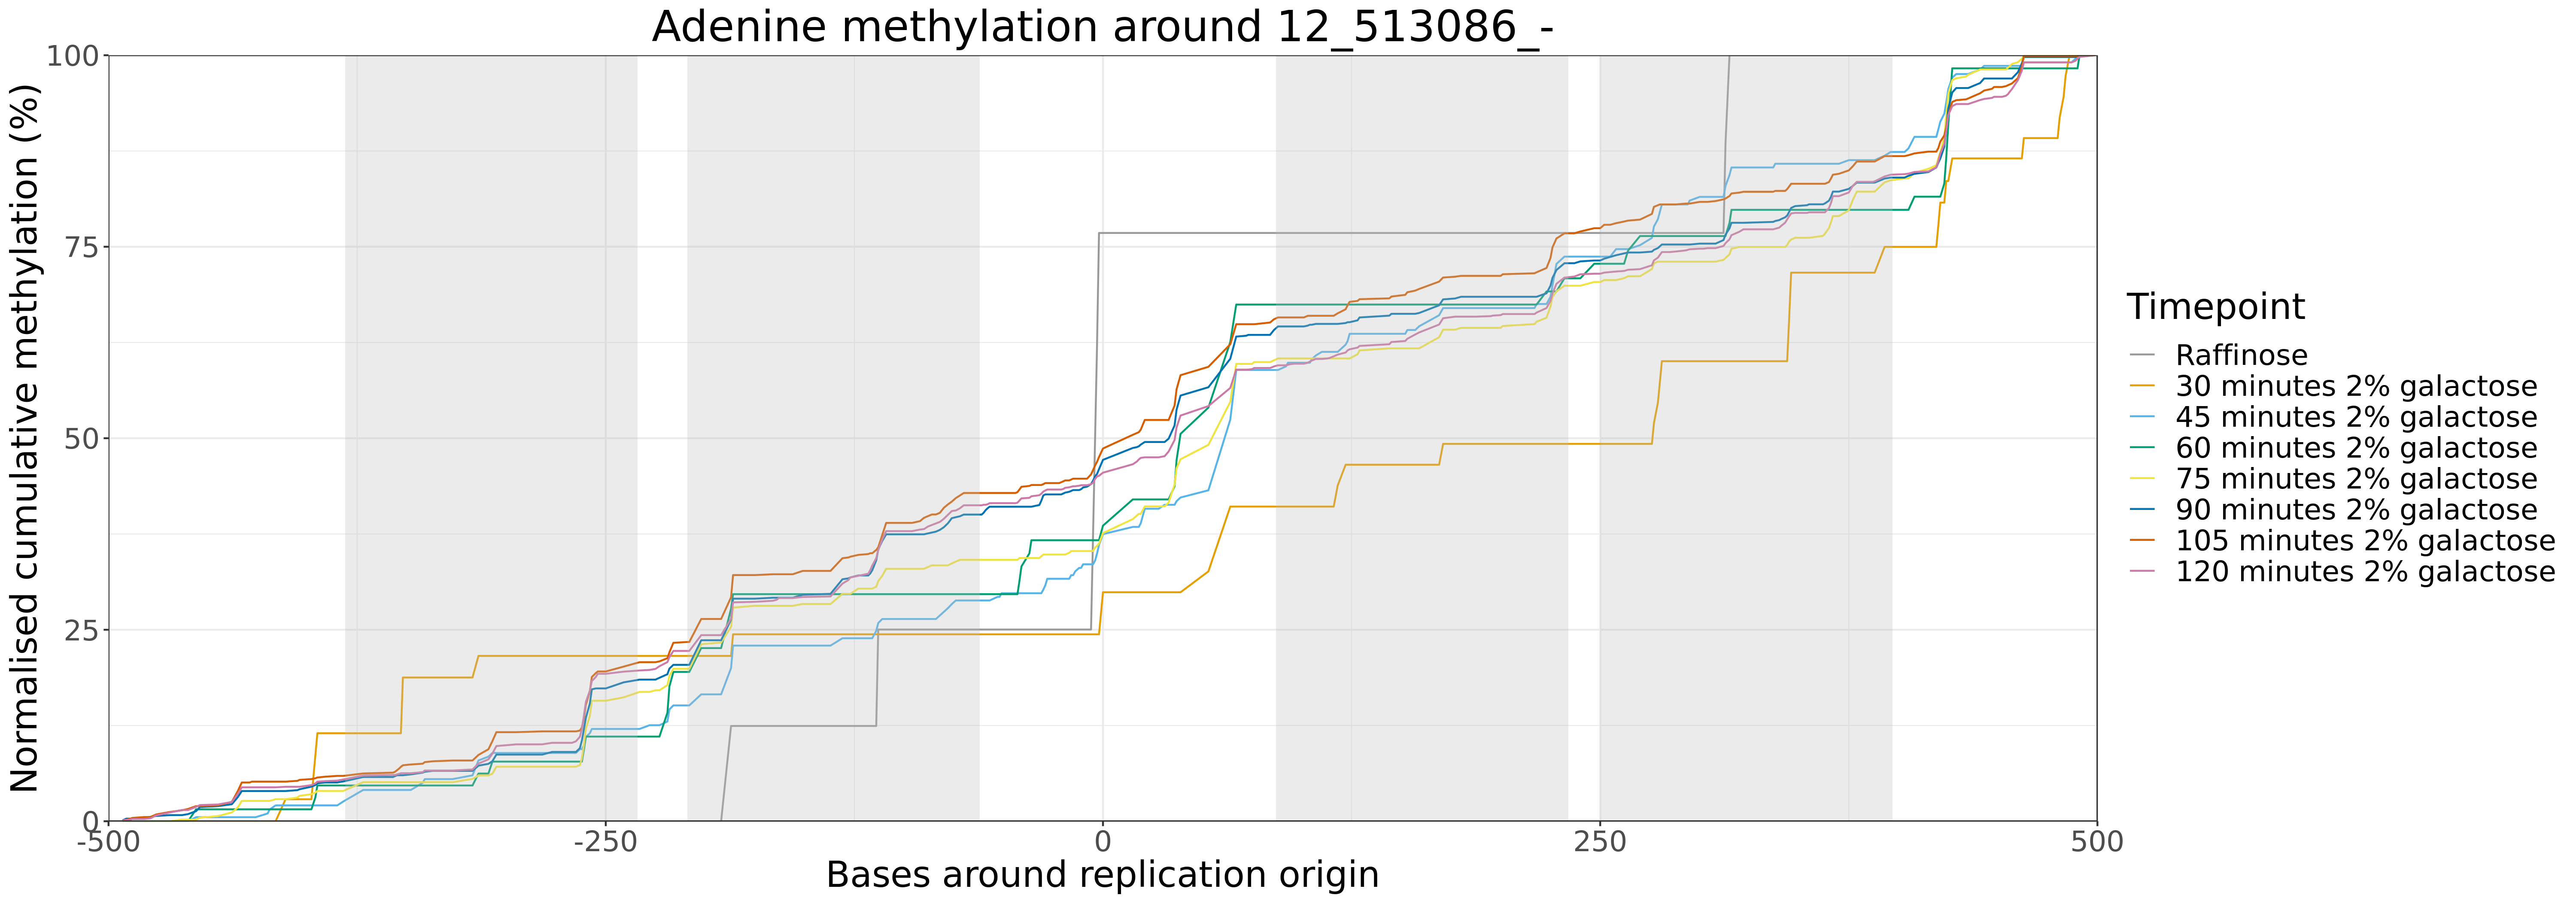 Adenine methylation around 12_513086_-
Normalised cumulative methylation (%)
100
75
50
25
0
-500
-250
0
250
500
Bases around replication origin
Timepoint
Raffinose
30 minutes 2% galactose
45 minutes 2% galactose
60 minutes 2% galactose
75 minutes 2% galactose
90 minutes 2% galactose
105 minutes 2% galactose
120 minutes 2% galactose